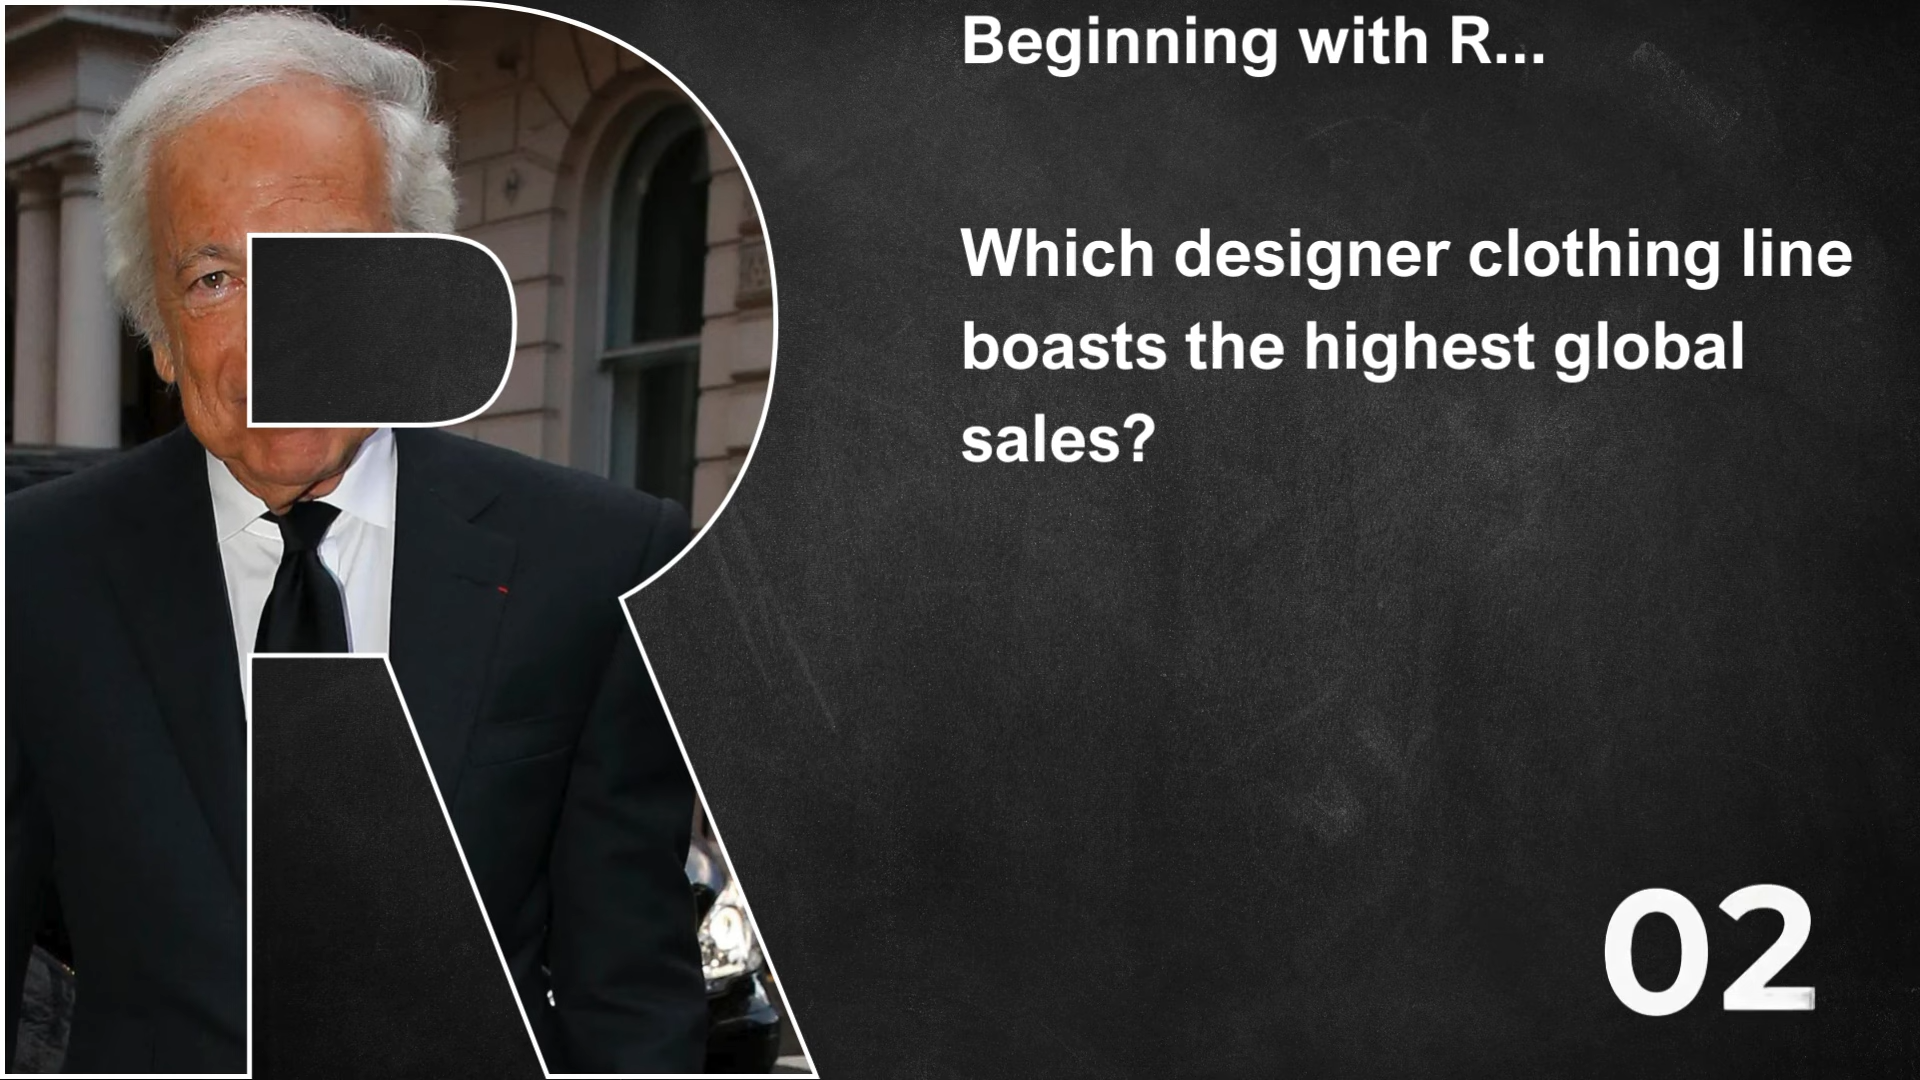 Beginning with R...
Which designer clothing line
boasts the highest global
sales?
02